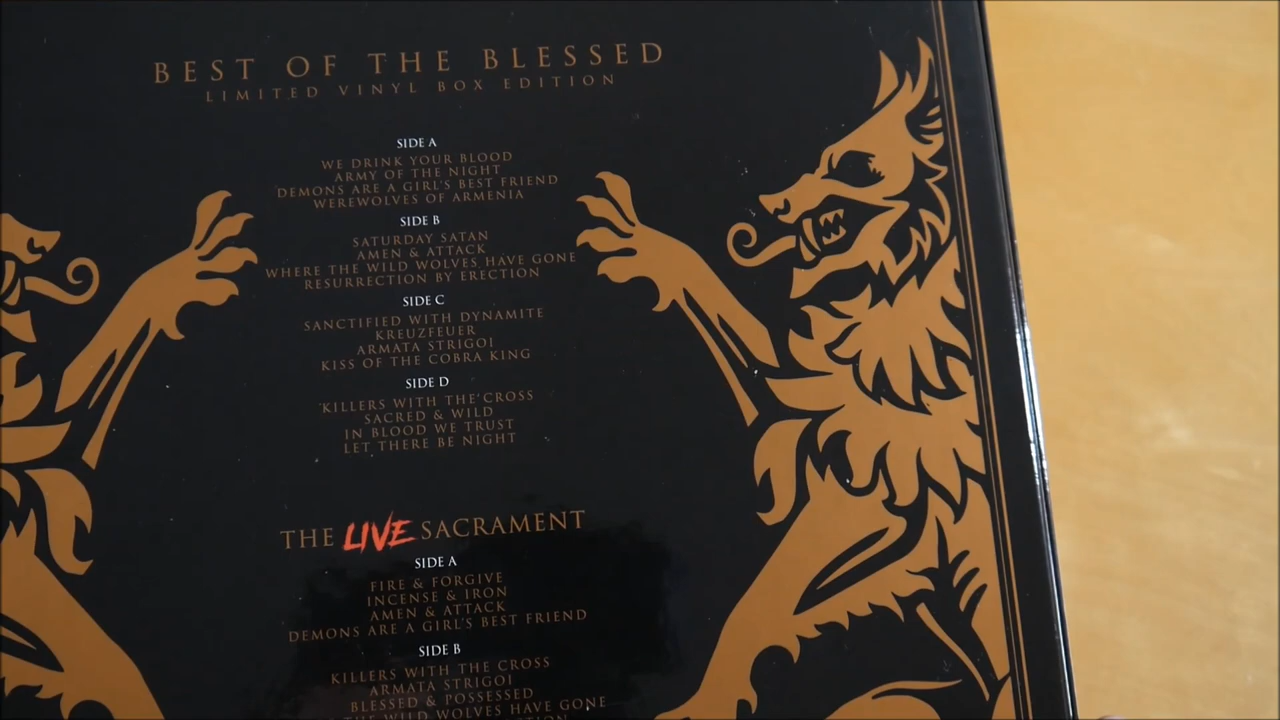 BEST OF THE BLESSED
LIMITED VINYL BOX EDITION
SIDE A
WE DRINK YOUR BLOOD
ARMY OF THE NIGHT
DEMONS ARE A GIRL'S BEST FRIEND
WEREWOLVES OF ARMENIA
SIDE B
SATURDAY SATAN
AMEN & ATTACK
WHERE THE WILD WOLVES HAVE GONE
RESURRECTION BY ERECTION
SIDE C
SANCTIFIED WITH DYNAMITE
KREUZFEUER
ARMATA STRIGOI
KISS OF THE COBRA KING
SIDE D
KILLERS WITH THE CROSS
SACRED & WILD
IN BLOOD WE TRUST
LET THERE BE NIGHT
THE LIVE SACRAMENT
SIDE A
FIRE & FORGIVE
INCENSE & IRON
AMEN & ATTACK
DEMONS ARE A GIRL'S BEST FRIEND
SIDE B
KILLERS WITH THE CROSS
ARMATA STRIGOI
BLESSED & POSSESSED
THE WILD WOLVES HAVE GONE